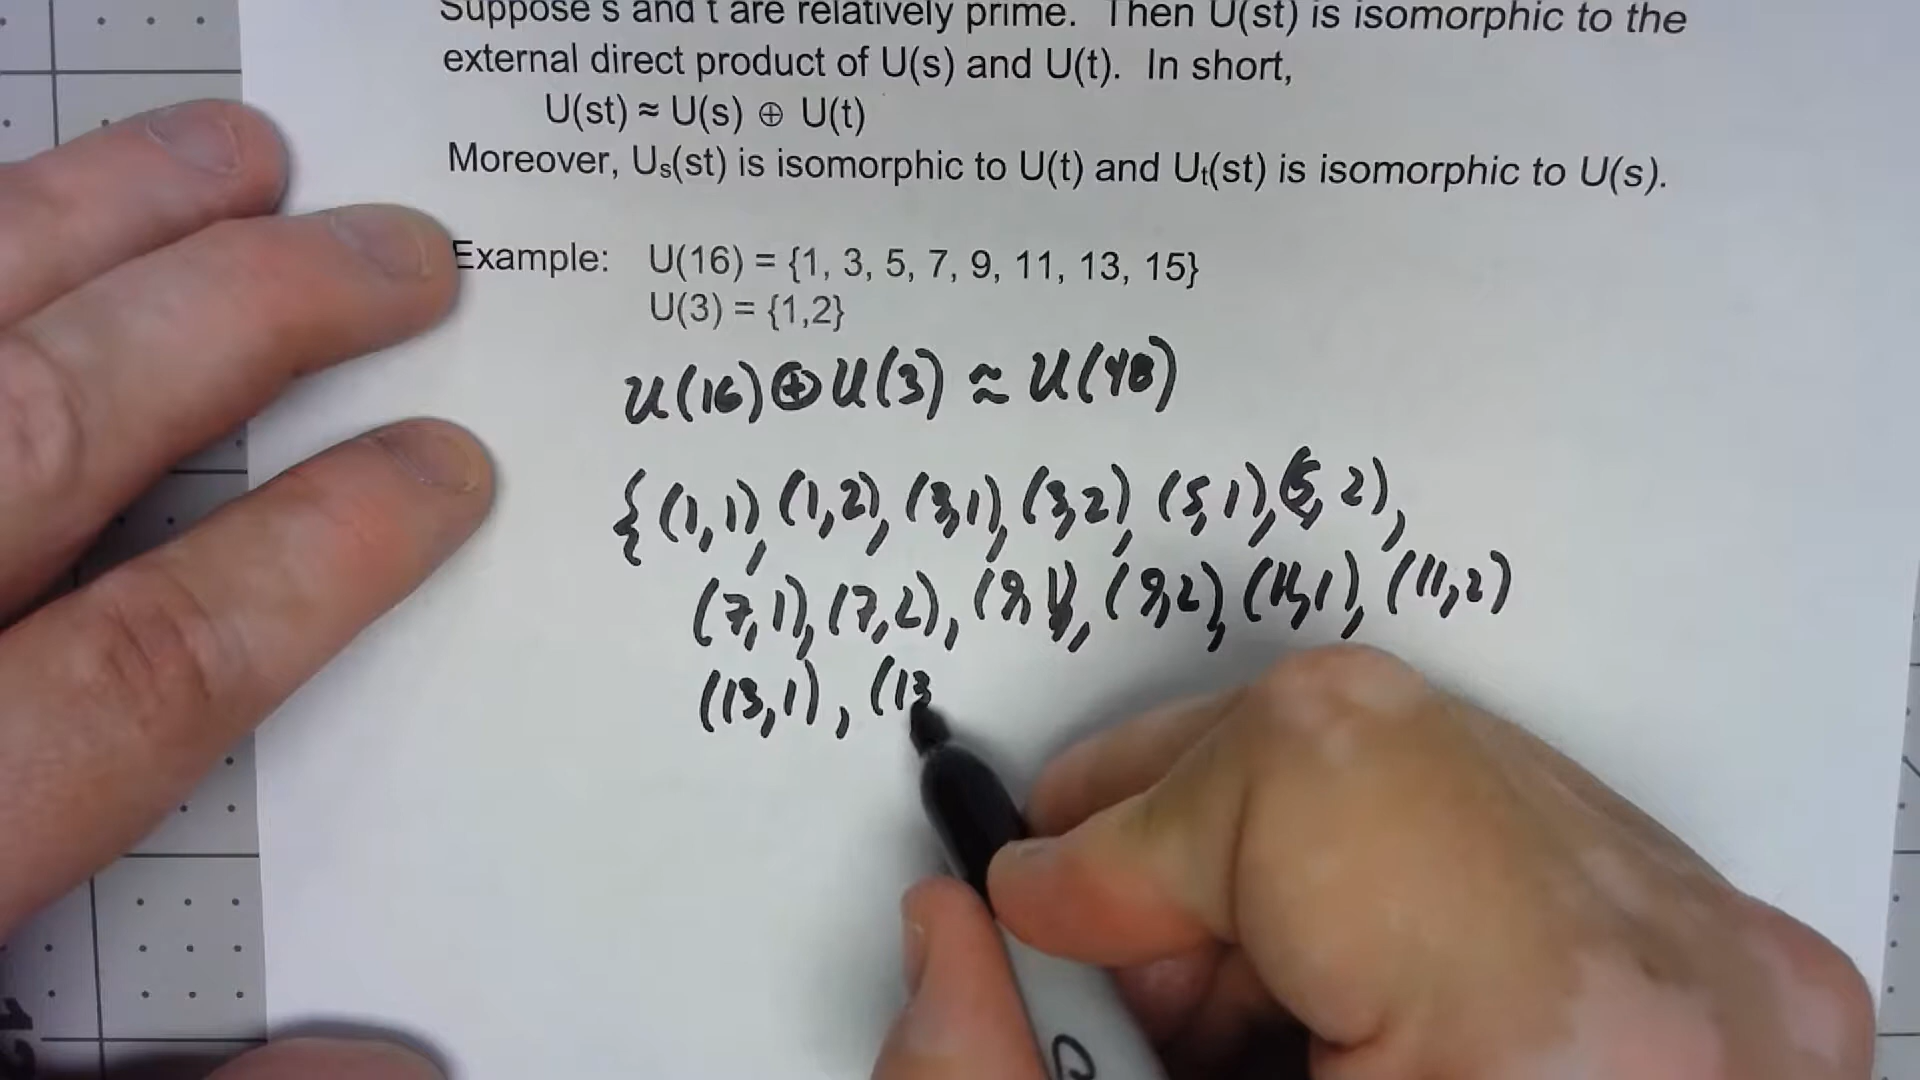 Suppose s and t are relatively prime. Then U(st) is isomorphic to the
external direct product of U(s) and U(t). In short,
U(st) ≈ U(s) ⊕ U(t)
Moreover, Us(st) is isomorphic to U(t) and Ut(st) is isomorphic to U(s).
Example: U(16) = {1, 3, 5, 7, 9, 11, 13, 15}
U(3) = {1,2}
U(16) ⊕ U(3) ≈ U(48)
{(1,1), (1,2), (3,1), (3,2), (5,1), (5,2),
(7,1), (7,2), (9,1), (9,2), (11,1), (11,2)
(13,1), (13